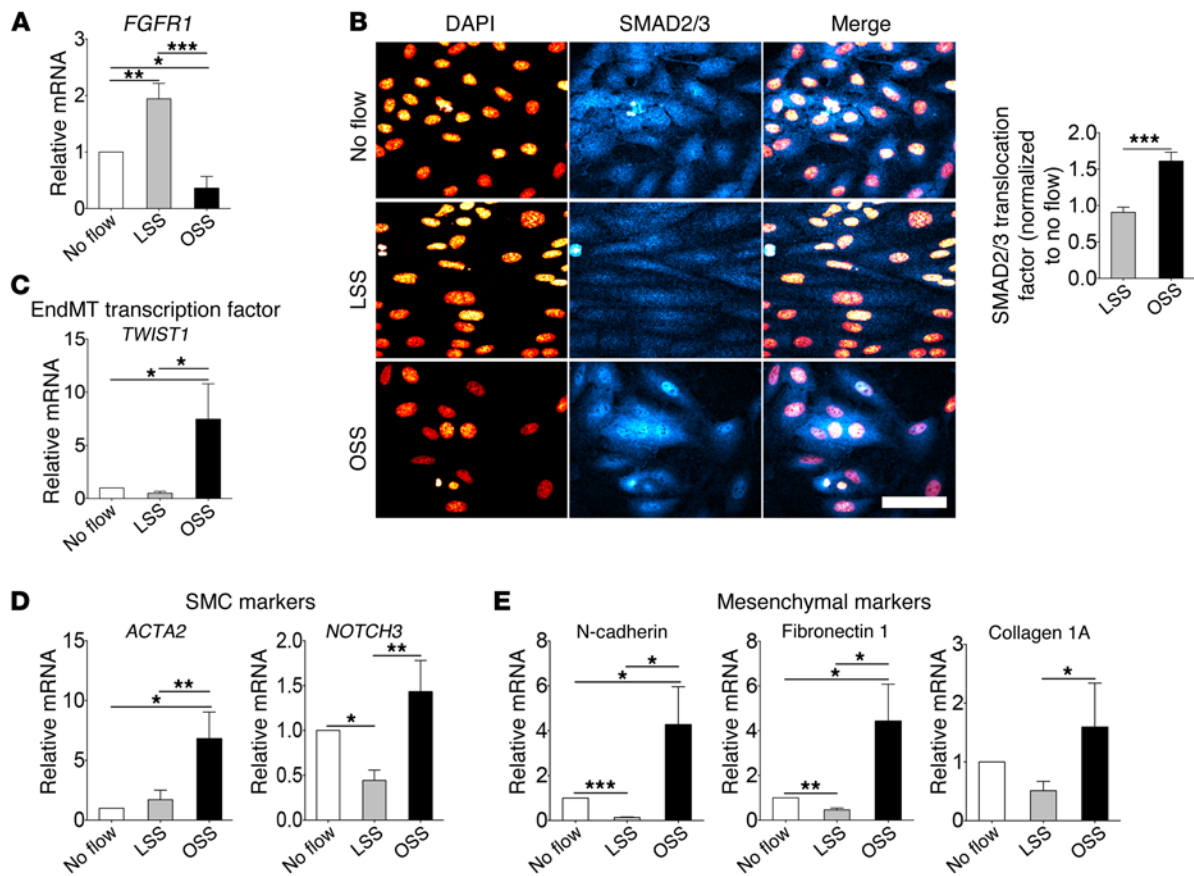 A
FGFR1
Relative mRNA
3
2
1
0
***
*
**
No flow
LSS
OSS
B
DAPI
SMAD2/3
Merge
No flow
LSS
OSS
SMAD2/3 translocation
factor (normalized
to no flow)
2.0
1.5
1.0
0.5
0.0
***
LSS
OSS
C
EndMT transcription factor
TWIST1
Relative mRNA
15
10
5
0
*
*
No flow
LSS
OSS
D
SMC markers
ACTA2
Relative mRNA
15
10
5
0
**
*
No flow
LSS
OSS
NOTCH3
Relative mRNA
2.0
1.5
1.0
0.5
0.0
**
*
No flow
LSS
OSS
E
Mesenchymal markers
N-cadherin
Relative mRNA
8
6
4
2
0
*
*
***
No flow
LSS
OSS
Fibronectin 1
Relative mRNA
8
6
4
2
0
*
*
**
No flow
LSS
OSS
Collagen 1A
Relative mRNA
3
2
1
0
*
No flow
LSS
OSS